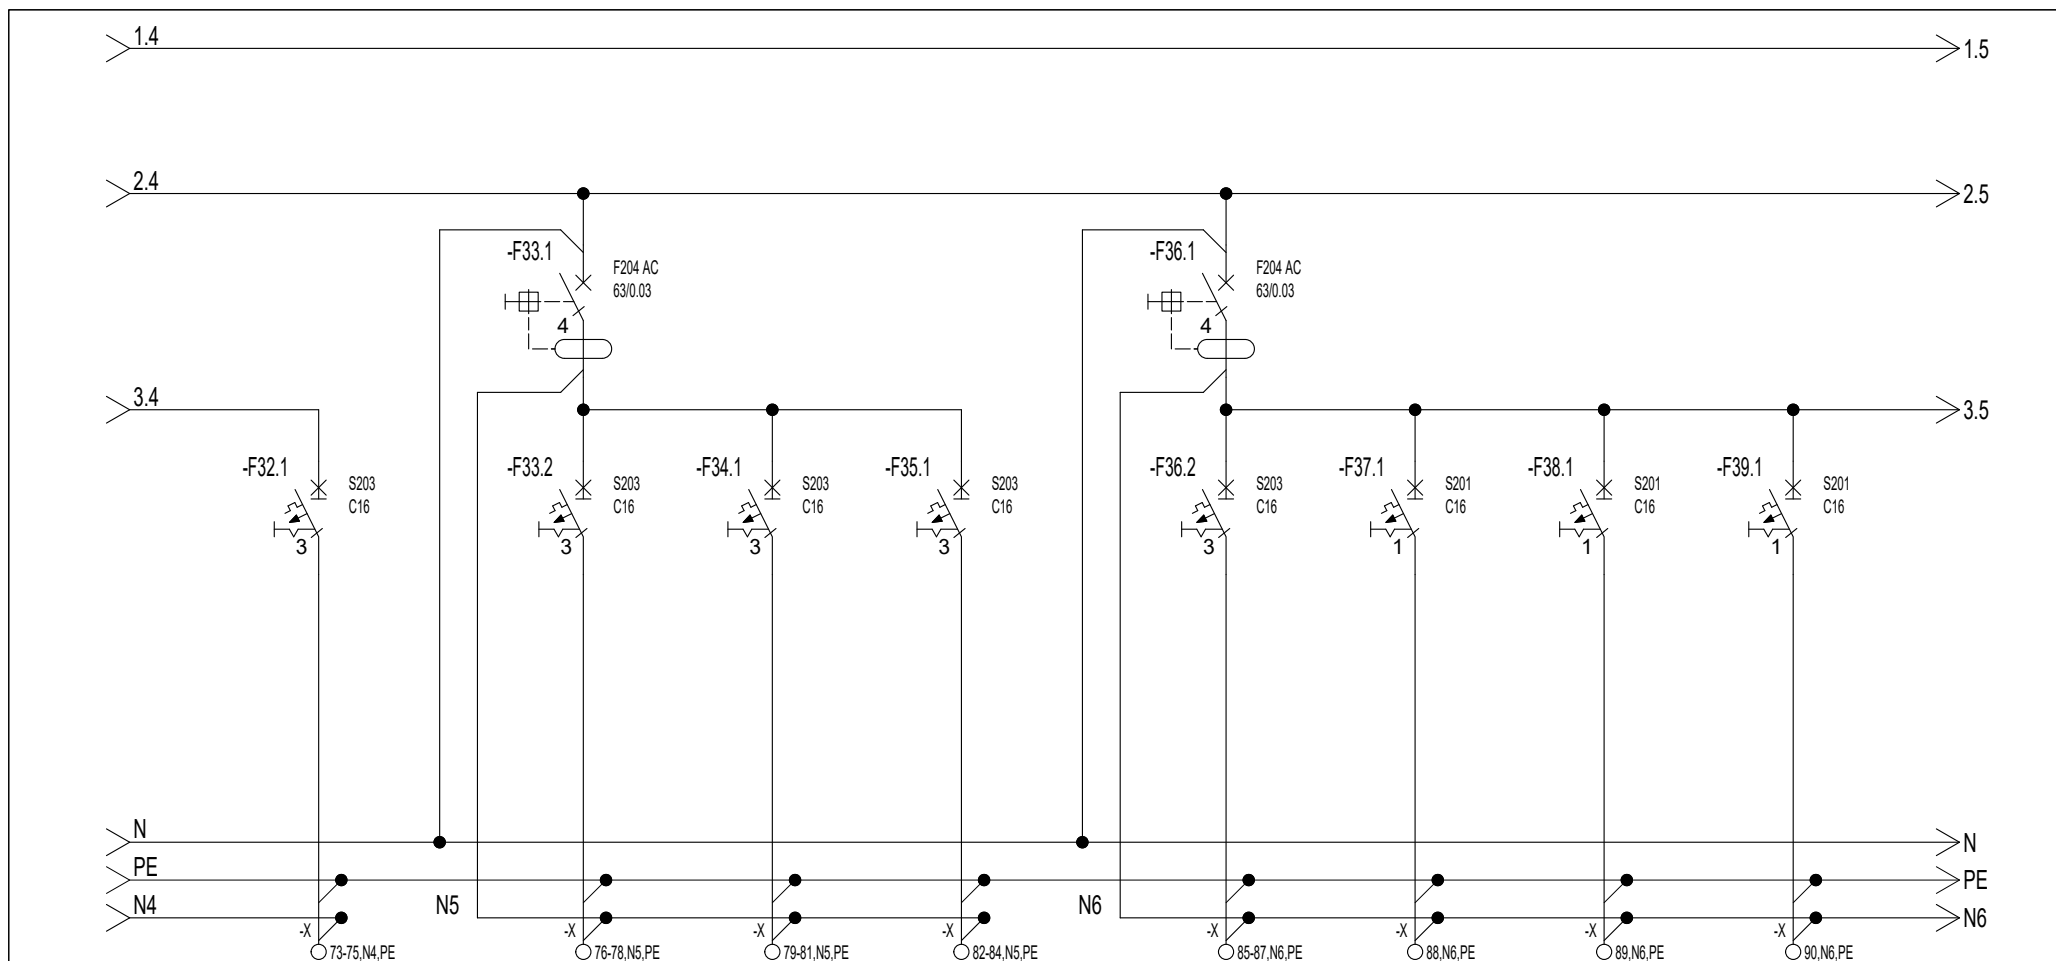 1.4
1.5
2.4
2.5
-F33.1
F204 AC
63/0.03
4
-F36.1
F204 AC
63/0.03
4
3.4
3.5
-F32.1
S203
C16
3
-F33.2
S203
C16
3
-F34.1
S203
C16
3
-F35.1
S203
C16
3
-F36.2
S203
C16
3
-F37.1
S201
C16
1
-F38.1
S201
C16
1
-F39.1
S201
C16
1
N
N
PE
PE
N4
N5
N6
N6
-X
73-75,N4,PE
-X
76-78,N5,PE
-X
79-81,N5,PE
-X
82-84,N5,PE
-X
85-87,N6,PE
-X
88,N6,PE
-X
89,N6,PE
-X
90,N6,PE